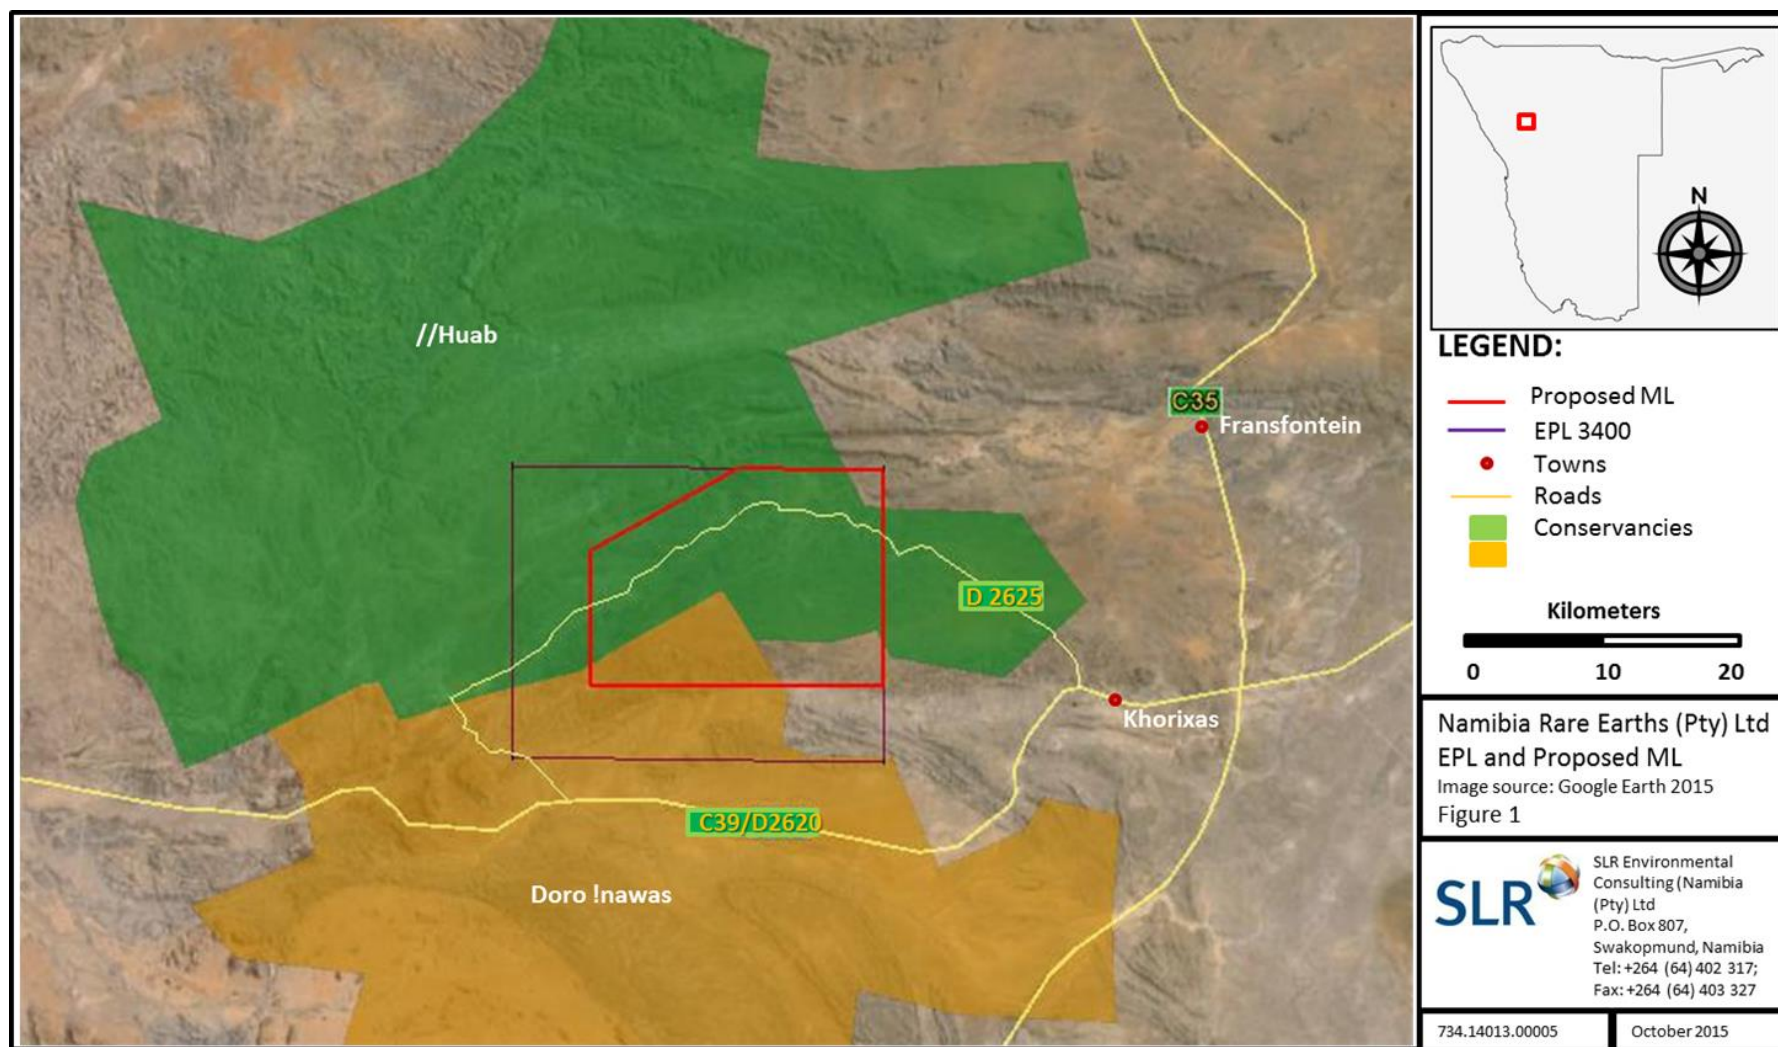 //Huab
C35
Fransfontein
D 2625
Khorixas
C39/D2620
Doro !nawas
N
LEGEND:
Proposed ML
EPL 3400
Towns
Roads
Conservancies
Kilometers
0 10 20
Namibia Rare Earths (Pty) Ltd
EPL and Proposed ML
Image source: Google Earth 2015
Figure 1
SLR
SLR Environmental
Consulting (Namibia
(Pty) Ltd
P.O. Box 807,
Swakopmund, Namibia
Tel: +264 (64) 402 317;
Fax: +264 (64) 403 327
734.14013.00005
October 2015